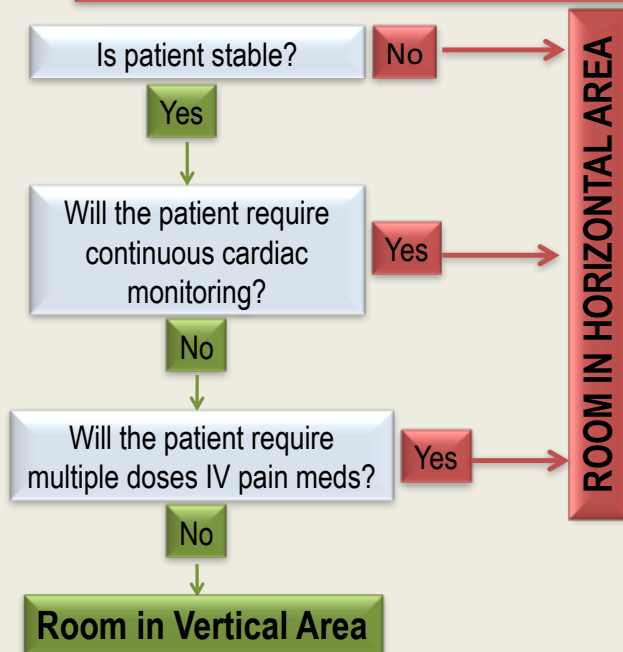 Is patient stable?
No
Yes
Will the patient require
continuous cardiac
monitoring?
Yes
No
Will the patient require
multiple doses IV pain meds?
Yes
No
Room in Vertical Area
ROOM IN HORIZONTAL AREA